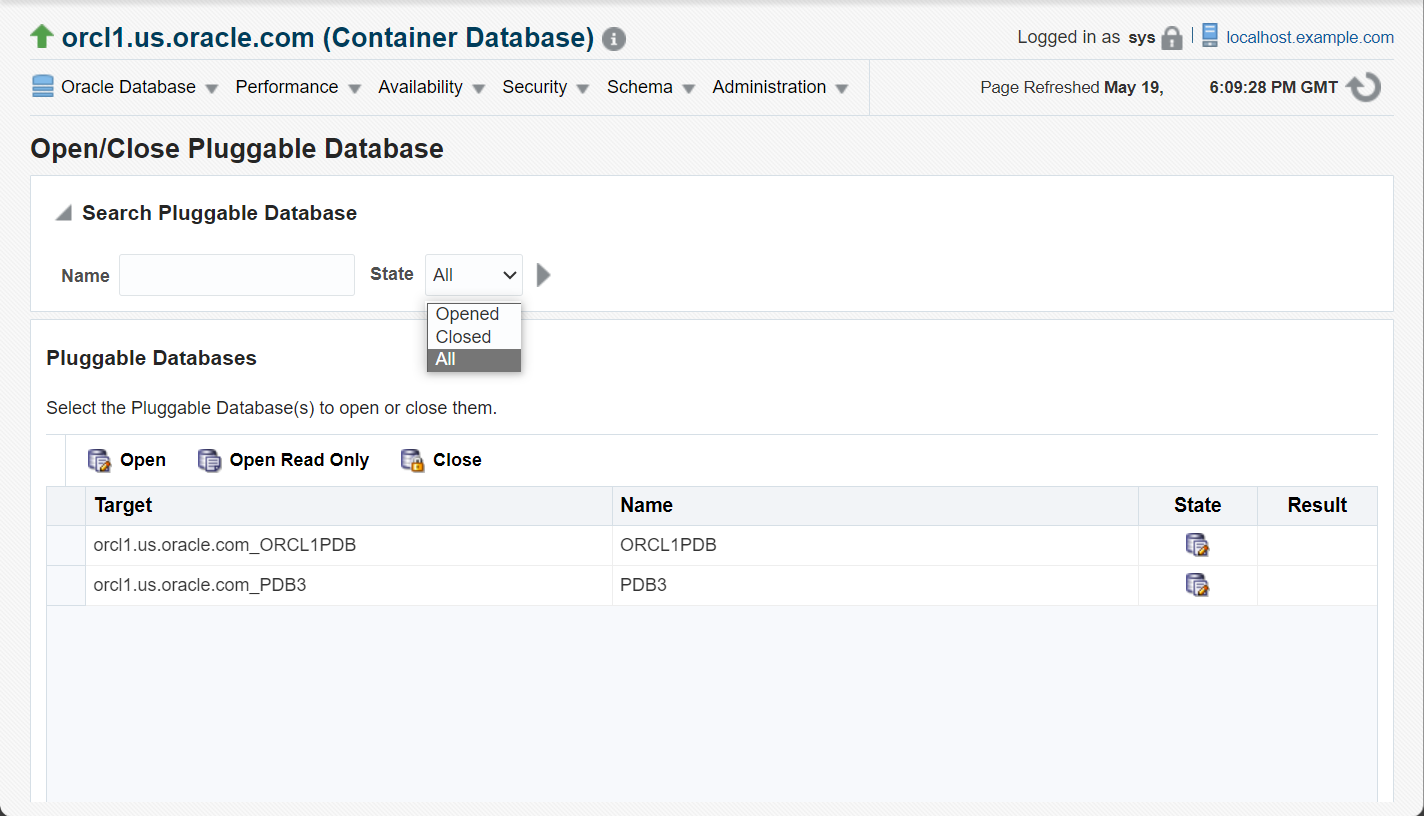 orcl1.us.oracle.com (Container Database)
Logged in as sys
localhost.example.com
Oracle Database Performance Availability Security Schema Administration
Page Refreshed May 19, 6:09:28 PM GMT
Open/Close Pluggable Database
Search Pluggable Database
Name State All
Opened
Closed
All
Pluggable Databases
Select the Pluggable Database(s) to open or close them.
Open Open Read Only Close
Target Name State Result
orcl1.us.oracle.com_ORCL1PDB ORCL1PDB
orcl1.us.oracle.com_PDB3 PDB3